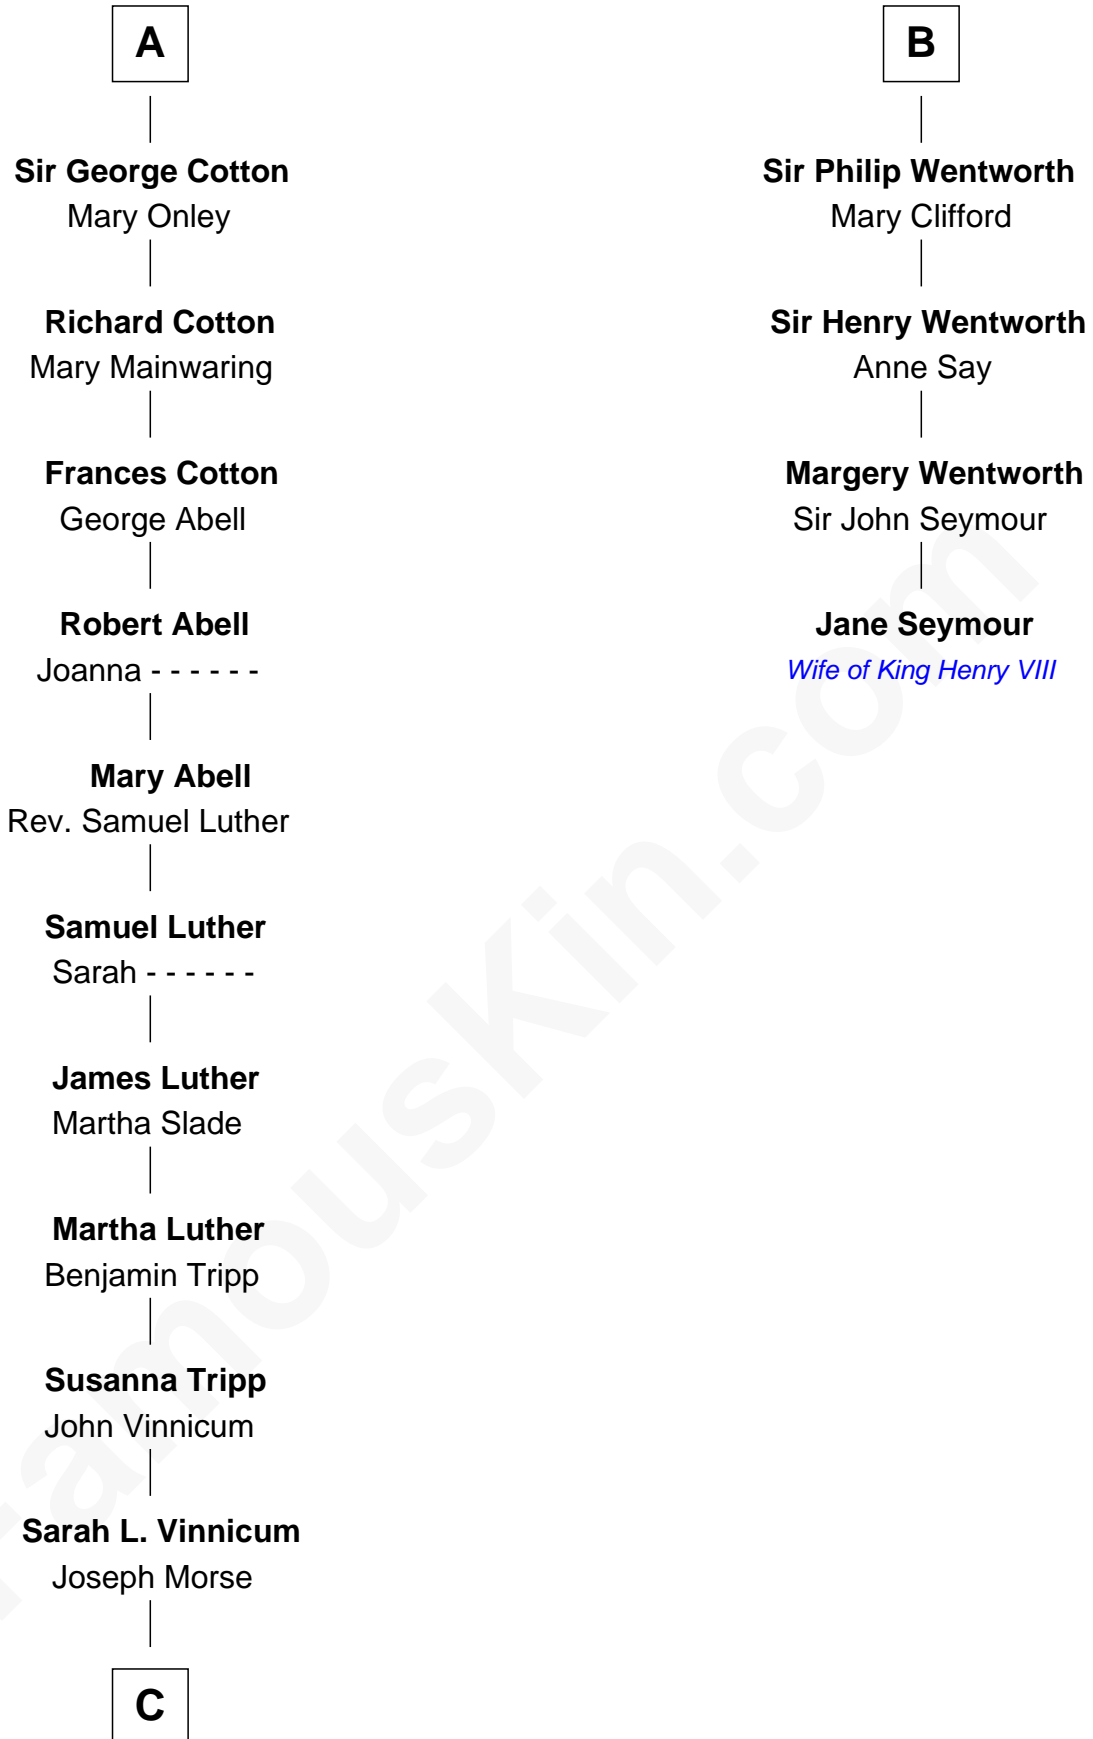 A
Sir George Cotton
Mary Onley
Richard Cotton
Mary Mainwaring
Frances Cotton
George Abell
Robert Abell
Joanna - - - - - -
Mary Abell
Rev. Samuel Luther
Samuel Luther
Sarah - - - - - -
James Luther
Martha Slade
Martha Luther
Benjamin Tripp
Susanna Tripp
John Vinnicum
Sarah L. Vinnicum
Joseph Morse
C
B
Sir Philip Wentworth
Mary Clifford
Sir Henry Wentworth
Anne Say
Margery Wentworth
Sir John Seymour
Jane Seymour
Wife of King Henry VIII
FamousKin.com